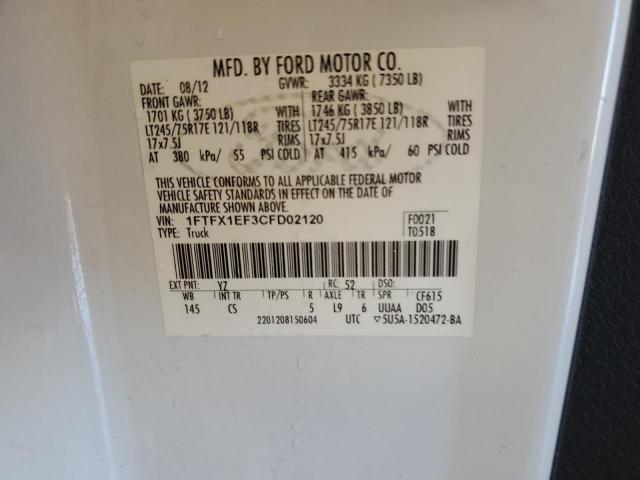 MFD. BY FORD MOTOR CO.
DATE: 08/12 GVWR: 3334 KG ( 7350 LB)
FRONT GAWR: REAR GAWR:
1701 KG ( 3750 LB) WITH 1746 KG ( 3850 LB) WITH
LT245/75R17E 121/118R TIRES LT245/75R17E 121/118R TIRES
17x7.5J RIMS 17x7.5J RIMS
AT 380 kPa/ 55 PSI COLD AT 415 kPa/ 60 PSI COLD
THIS VEHICLE CONFORMS TO ALL APPLICABLE FEDERAL MOTOR
VEHICLE SAFETY STANDARDS IN EFFECT ON THE DATE OF
MANUFACTURE SHOWN ABOVE.
VIN: 1FTFX1EF3CFD02120 F0021
TYPE: Truck T0518
EXT PNT: YZ RC: 52 DSO:
WB INT TR TP/PS R AXLE TR SPR CF615
145 CS 5 L9 6 UUAA D05
2201208150604 UTC ▽5U5A-1520472-BA